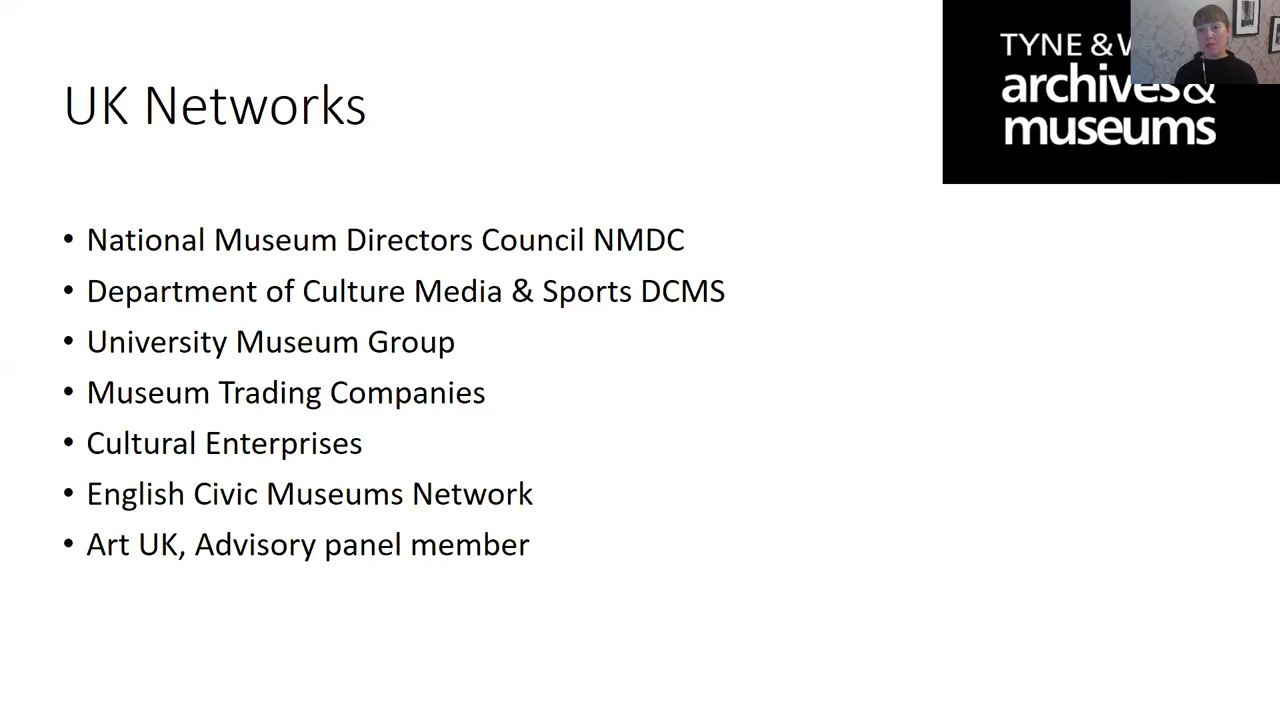 TYNE & W
archives&
museums
UK Networks
• National Museum Directors Council NMDC
• Department of Culture Media & Sports DCMS
• University Museum Group
• Museum Trading Companies
• Cultural Enterprises
• English Civic Museums Network
• Art UK, Advisory panel member